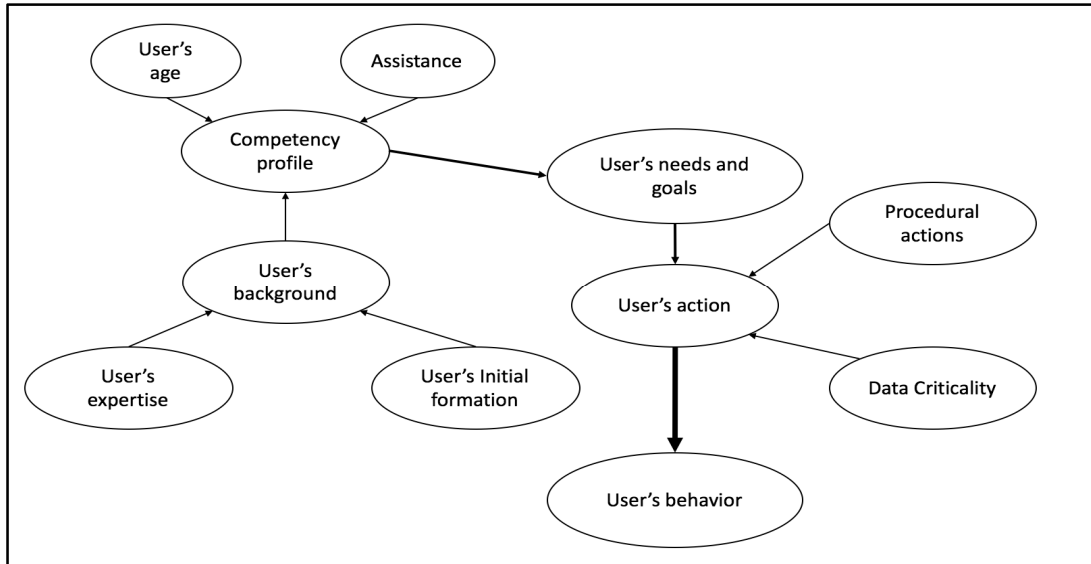 User’s
age
Assistance
Competency
profile
User’s needs and
goals
Procedural
actions
User’s
background
User’s action
User’s
expertise
User’s Initial
formation
Data Criticality
User’s behavior